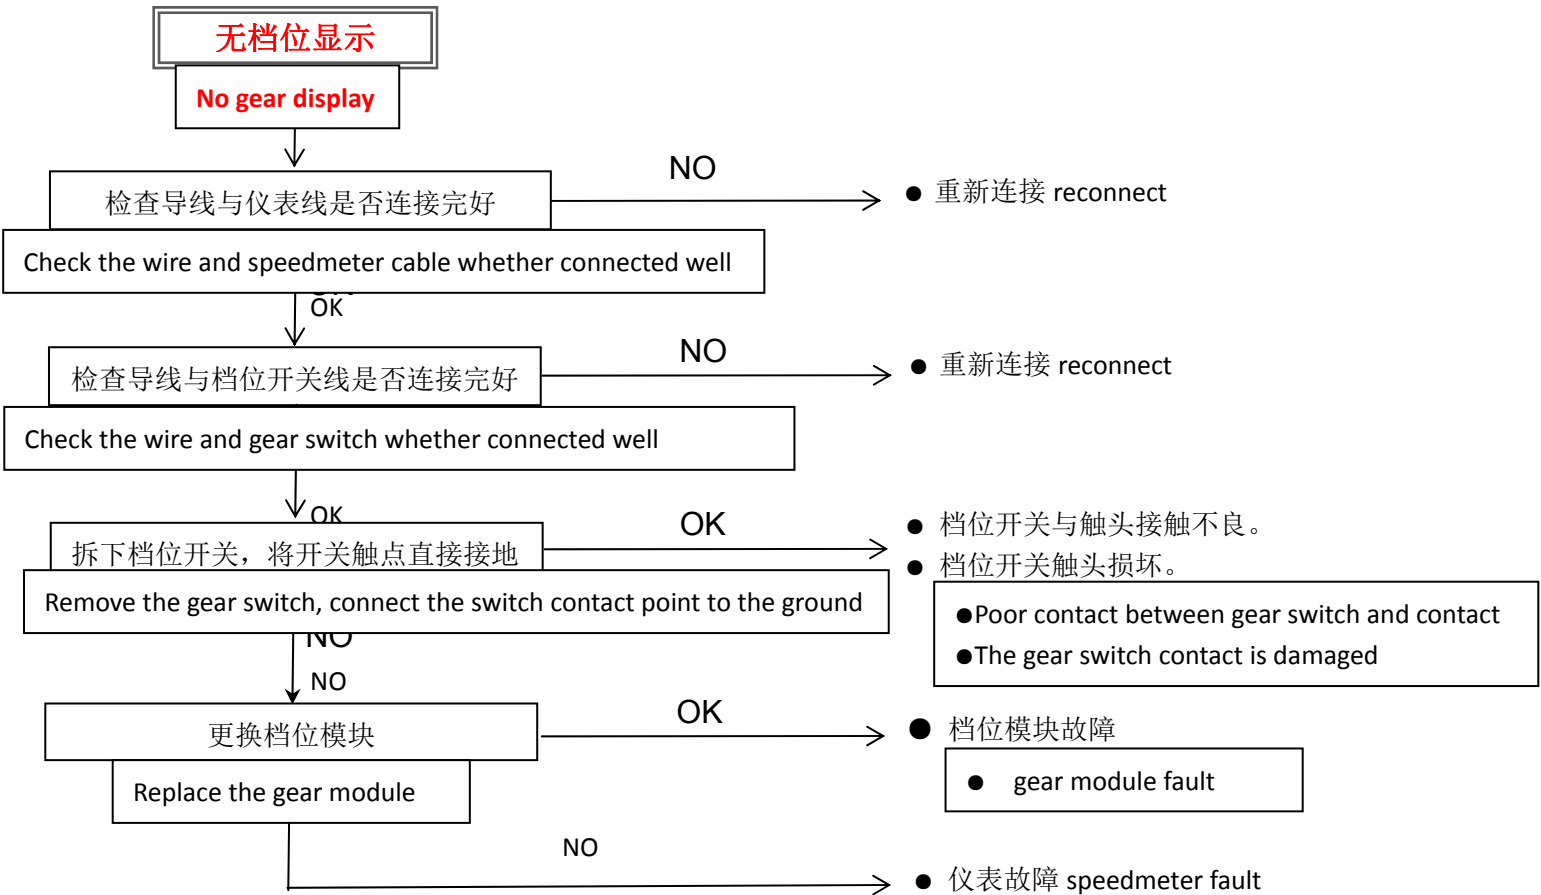 无档位显示
No gear display
NO
检查导线与仪表线是否连接完好
● 重新连接 reconnect
Check the wire and speedmeter cable whether connected well
OK
NO
检查导线与档位开关线是否连接完好
● 重新连接 reconnect
Check the wire and gear switch whether connected well
OK
OK
拆下档位开关，将开关触点直接接地
● 档位开关与触头接触不良。
● 档位开关触头损坏。
Remove the gear switch, connect the switch contact point to the ground
●Poor contact between gear switch and contact
●The gear switch contact is damaged
NO
NO
OK
更换档位模块
● 档位模块故障
Replace the gear module
● gear module fault
NO
● 仪表故障 speedmeter fault